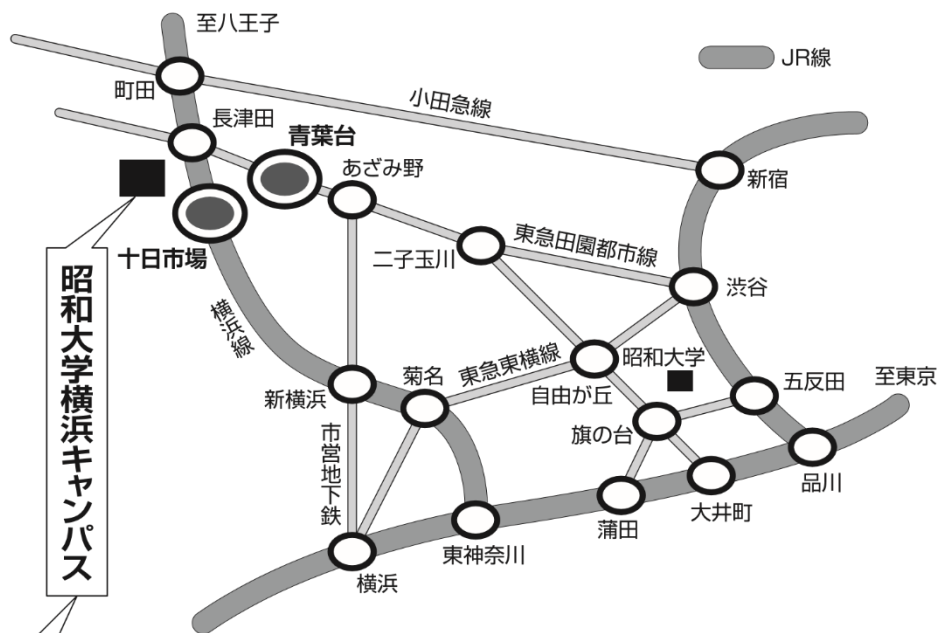 至八王子
JR線
町田
小田急線
長津田
青葉台
あざみ野
新宿
十日市場
二子玉川
東急田園都市線
渋谷
昭和大学横浜キャンパス
横浜線
新横浜
菊名
東急東横線
自由が丘
昭和大学
五反田
至東京
旗の台
市営地下鉄
品川
蒲田
大井町
東神奈川
横浜